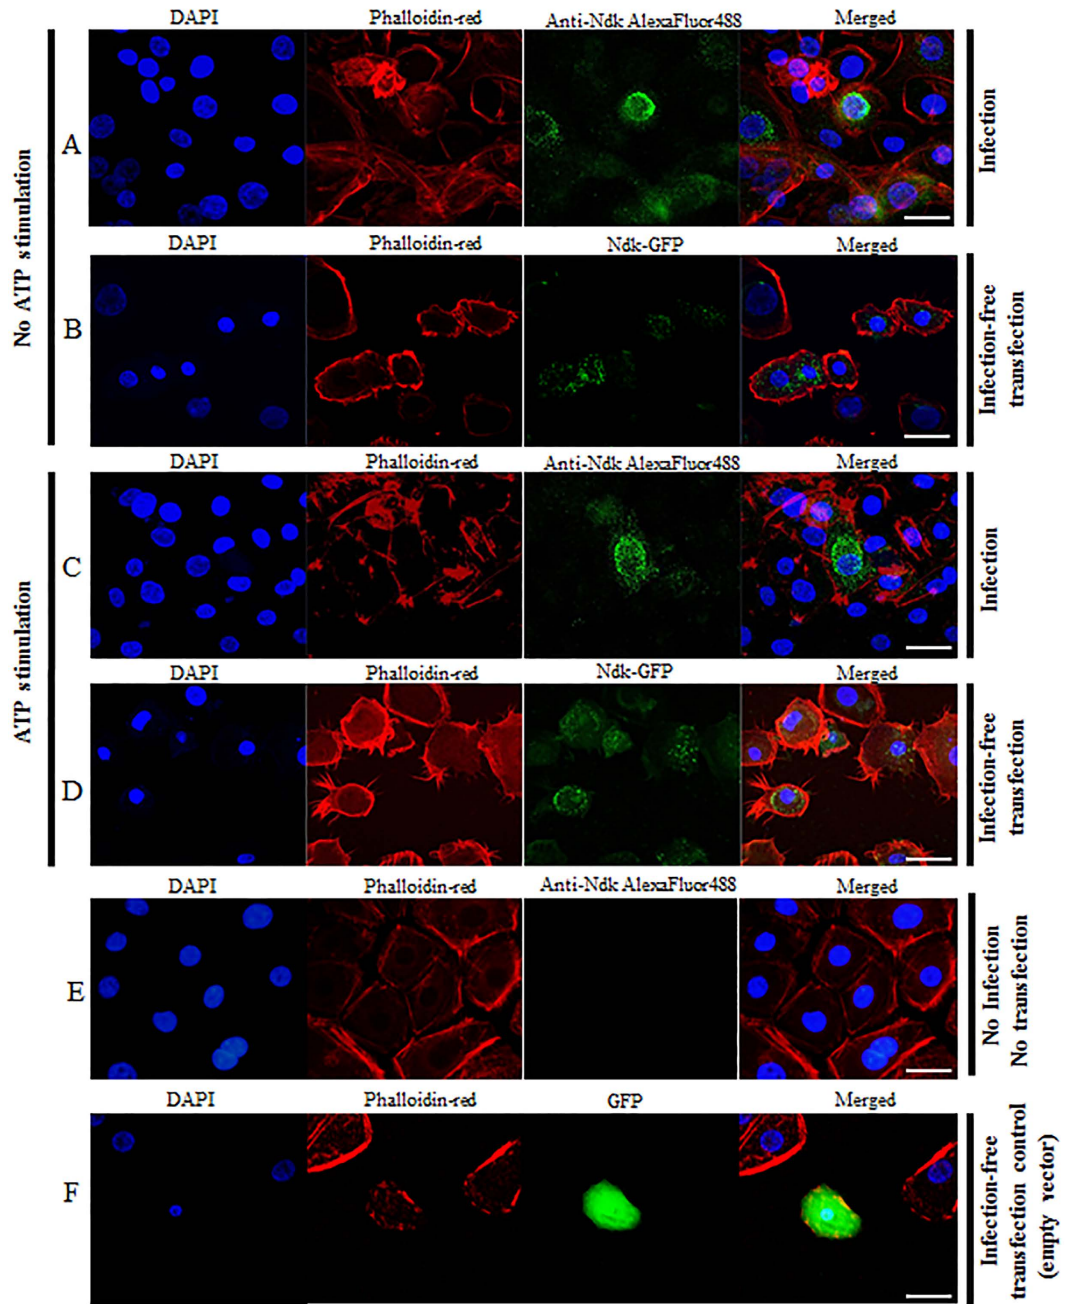 DAPI Phalloidin-red Anti-Ndk AlexaFluor488 Merged
A
Infection
No ATP stimulation
DAPI Phalloidin-red Ndk-GFP Merged
B
Infection-free
transfection
DAPI Phalloidin-red Anti-Ndk AlexaFluor488 Merged
C
Infection
ATP stimulation
DAPI Phalloidin-red Ndk-GFP Merged
D
Infection-free
transfection
DAPI Phalloidin-red Anti-Ndk AlexaFluor488 Merged
E
No Infection
No transfection
DAPI Phalloidin-red GFP Merged
F
Infection-free
transfection control
(empty vector)